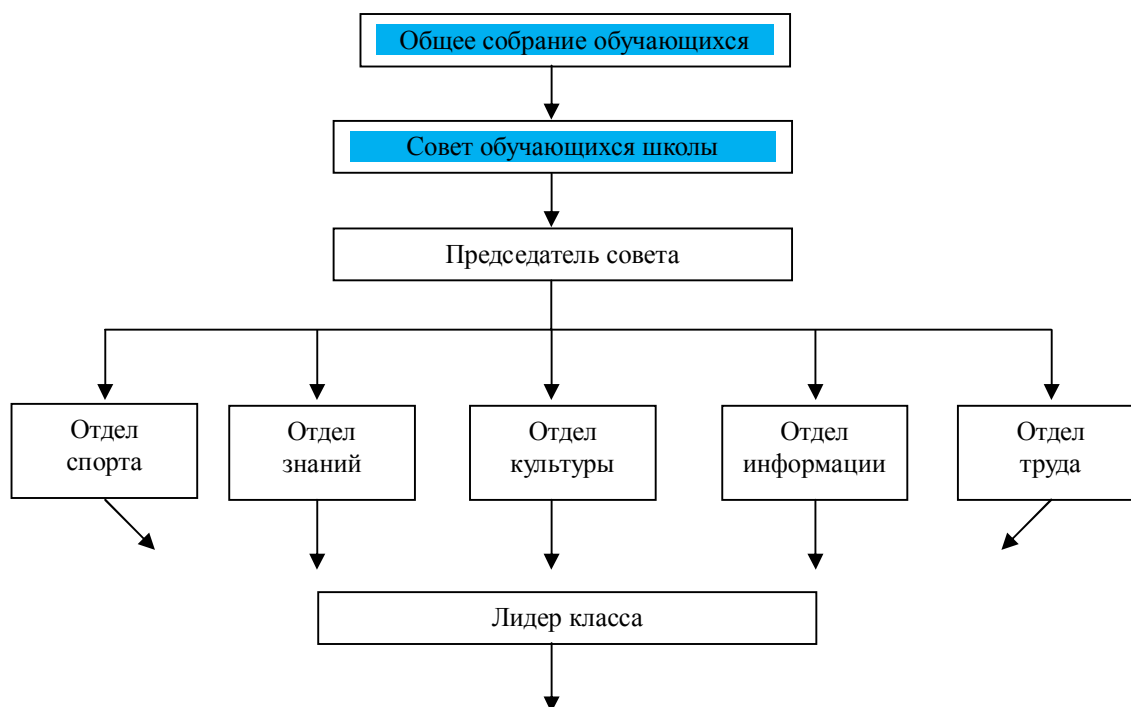 Общее собрание обучающихся
Совет обучающихся школы
Председатель совета
Отдел
спорта
Отдел
знаний
Отдел
культуры
Отдел
информации
Отдел
труда
Лидер класса